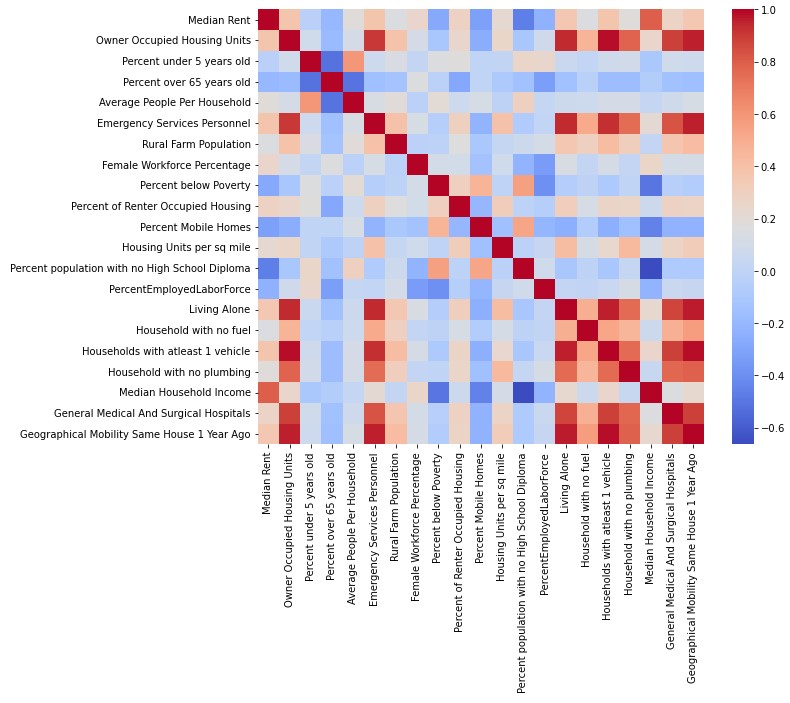 Median Rent
Owner Occupied Housing Units
Percent under 5 years old
Percent over 65 years old
Average People Per Household
Emergency Services Personnel
Rural Farm Population
Female Workforce Percentage
Percent below Poverty
Percent of Renter Occupied Housing
Percent Mobile Homes
Housing Units per sq mile
Percent population with no High School Diploma
PercentEmployedLaborForce
Living Alone
Household with no fuel
Households with atleast 1 vehicle
Household with no plumbing
Median Household Income
General Medical And Surgical Hospitals
Geographical Mobility Same House 1 Year Ago
Median Rent
Owner Occupied Housing Units
Percent under 5 years old
Percent over 65 years old
Average People Per Household
Emergency Services Personnel
Rural Farm Population
Female Workforce Percentage
Percent below Poverty
Percent of Renter Occupied Housing
Percent Mobile Homes
Housing Units per sq mile
Percent population with no High School Diploma
PercentEmployedLaborForce
Living Alone
Household with no fuel
Households with atleast 1 vehicle
Household with no plumbing
Median Household Income
General Medical And Surgical Hospitals
Geographical Mobility Same House 1 Year Ago
1.0
0.8
0.6
0.4
0.2
0.0
−0.2
−0.4
−0.6